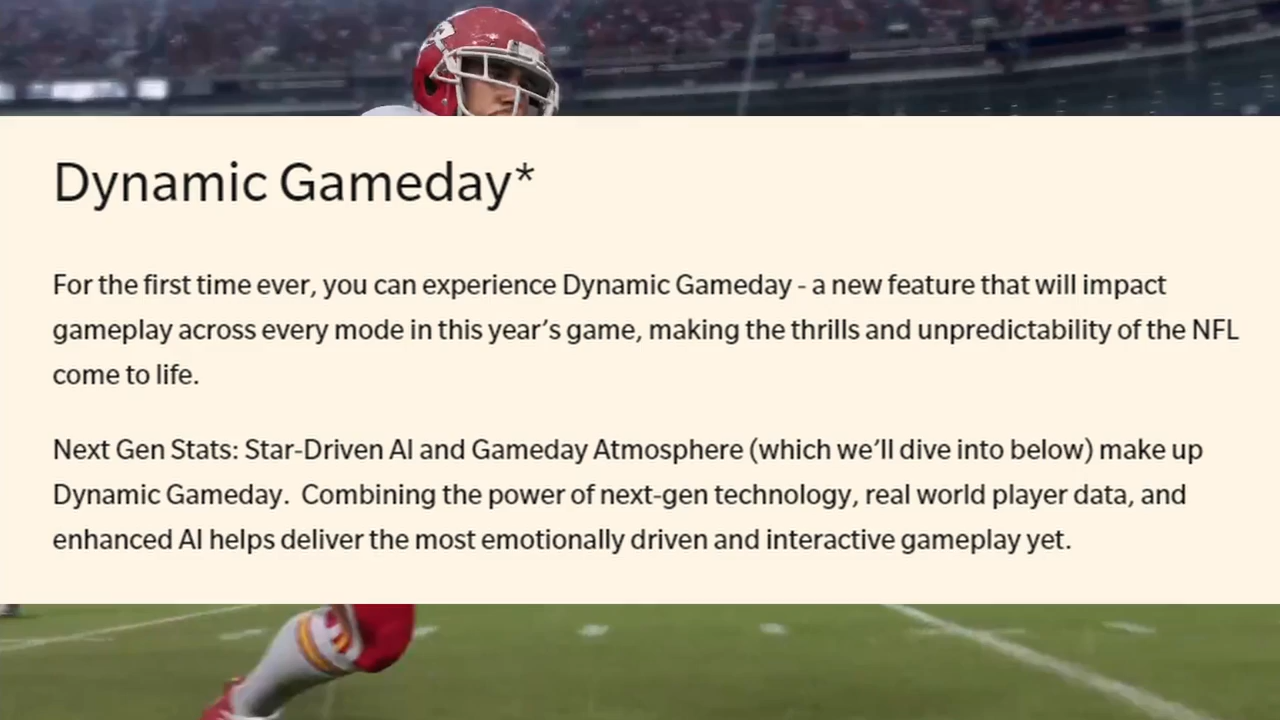 Dynamic Gameday*
For the first time ever, you can experience Dynamic Gameday - a new feature that will impact
gameplay across every mode in this year’s game, making the thrills and unpredictability of the NFL
come to life.
Next Gen Stats: Star-Driven AI and Gameday Atmosphere (which we’ll dive into below) make up
Dynamic Gameday.  Combining the power of next-gen technology, real world player data, and
enhanced AI helps deliver the most emotionally driven and interactive gameplay yet.